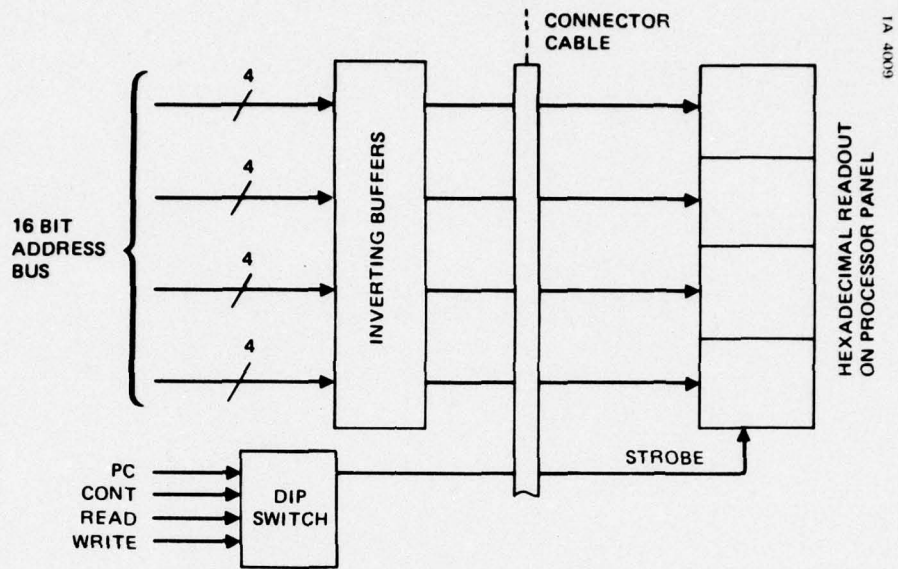 CONNECTOR
CABLE
1A 4009
4
4
4
4
16 BIT
ADDRESS
BUS
INVERTING BUFFERS
HEXADECIMAL READOUT
ON PROCESSOR PANEL
PC
CONT
READ
WRITE
DIP
SWITCH
STROBE